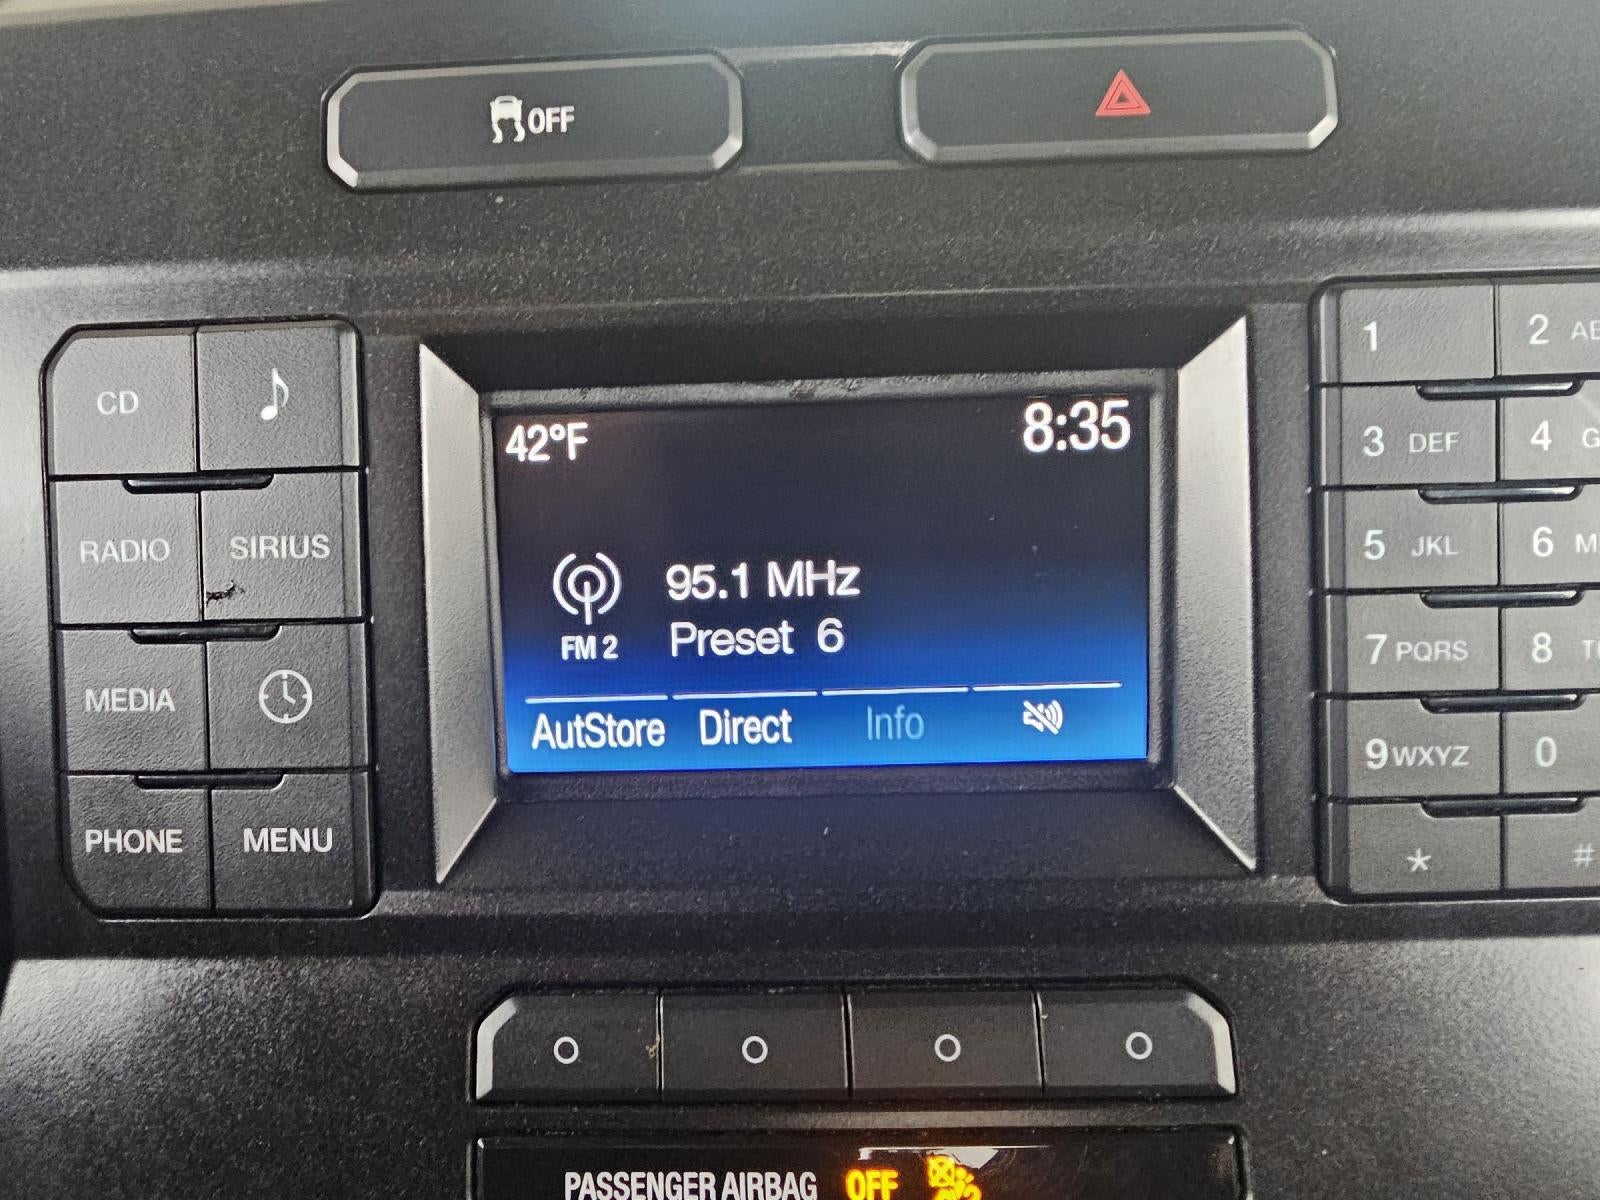 OFF
42°F 8:35
95.1 MHz
FM 2 Preset 6
AutStore Direct Info
CD
RADIO SIRIUS
MEDIA
PHONE MENU
1 2
3 DEF 4 G
5 JKL 6 M
7 PQRS 8
9 WXYZ 0
* #
PASSENGER AIRBAG OFF